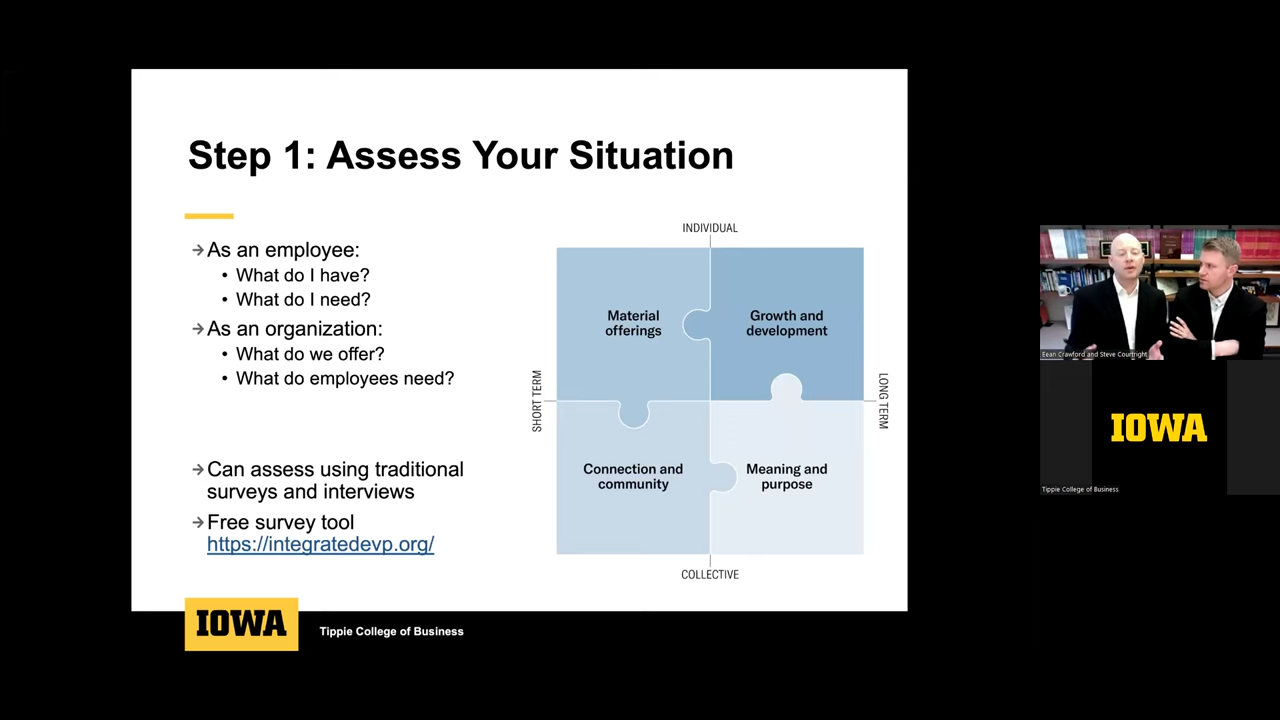 Step 1: Assess Your Situation
→As an employee:
• What do I have?
• What do I need?
→As an organization:
• What do we offer?
• What do employees need?
→Can assess using traditional
surveys and interviews
→Free survey tool
https://integratedevp.org/
INDIVIDUAL
Material
offerings
Growth and
development
SHORT TERM
LONG TERM
Connection and
community
Meaning and
purpose
COLLECTIVE
IOWA
Tippie College of Business
Eean Crawford and Steve Courtright
IOWA
Tippie College of Business